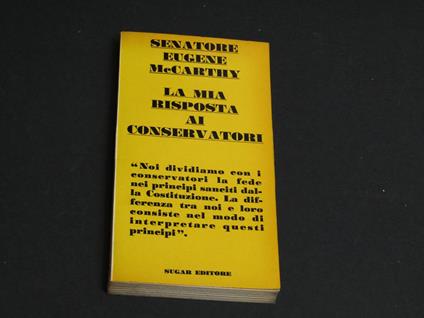 SENATORE
EUGENE
McCARTHY
LA MIA
RISPOSTA
AI
CONSERVATORI
“Noi dividiamo con i
conservatori la fede
nei principi sanciti dal-
la Costituzione. La dif-
ferenza tra noi e loro
consiste nel modo di
interpretare questi
principi”.
SUGAR EDITORE